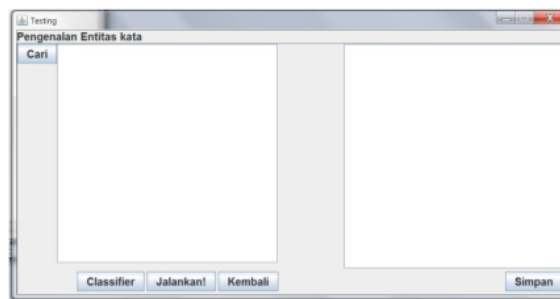 Testing
Pengenalan Entitas kata
Cari
Classifier Jalankan! Kembali Simpan